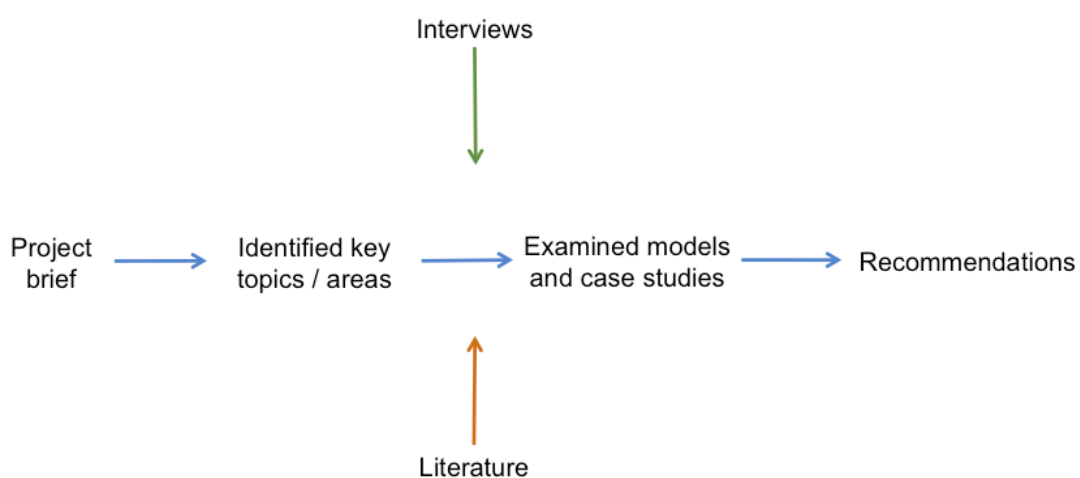 Interviews
Project
brief
Identified key
topics / areas
Examined models
and case studies
Recommendations
Literature